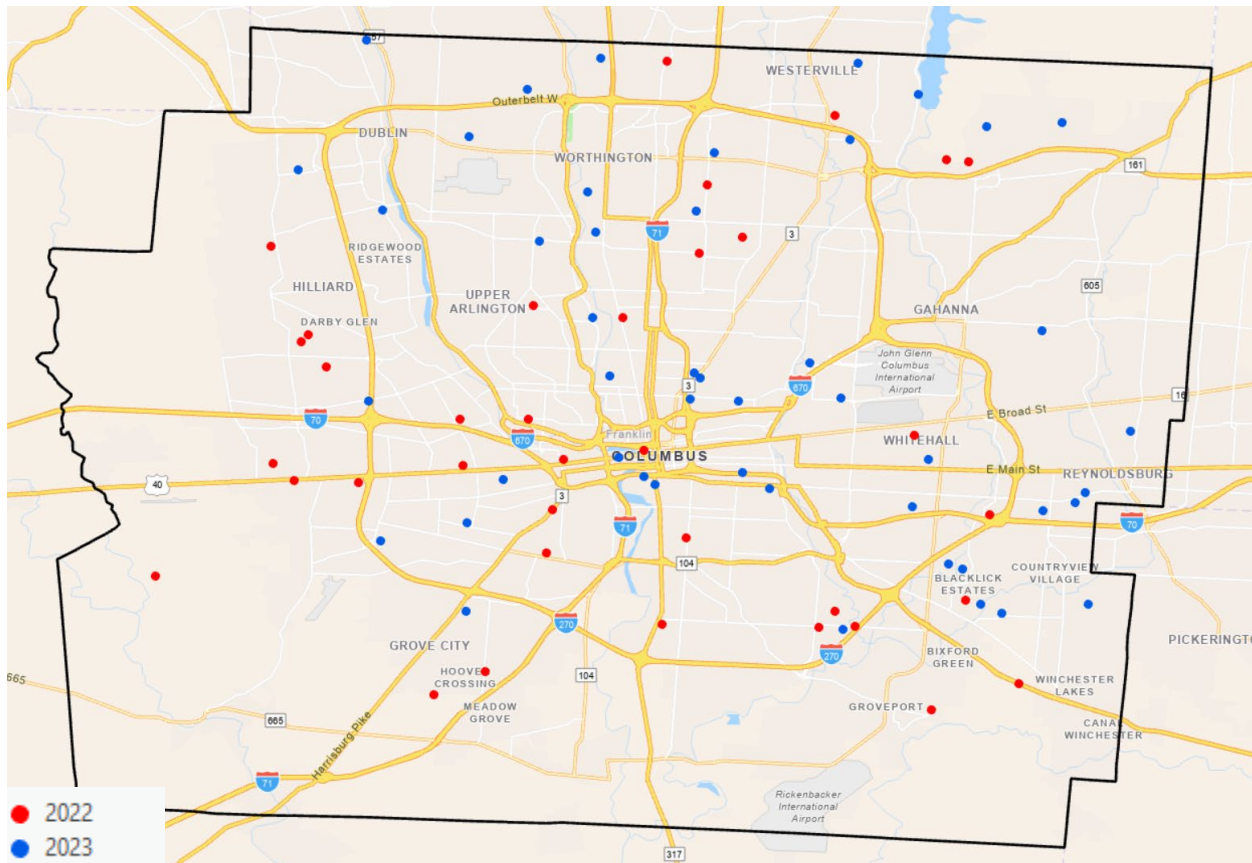 257
WESTERVILLE
Outerbelt W
DUBLIN
WORTHINGTON
161
71
3
RIDGEWOOD
ESTATES
HILLIARD
605
UPPER
ARLINGTON
GAHANNA
DARBY GLEN
John Glenn
Columbus
International
Airport
670
3
16
70
E Broad St
Franklin
670
WHITEHALL
COLUMBUS
E Main St
REYNOLDSBURG
40
3
71
70
104
COUNTRYVIEW
VILLAGE
BLACKLICK
ESTATES
270
GROVE CITY
PICKERINGTO
270
BIXFORD
GREEN
HOOVER
CROSSING
104
665
WINCHESTER
LAKES
MEADOW
GROVE
GROVEPORT
665
CANAL
WINCHESTER
Harrisburg Pike
71
Rickenbacker
International
Airport
2022
2023
317